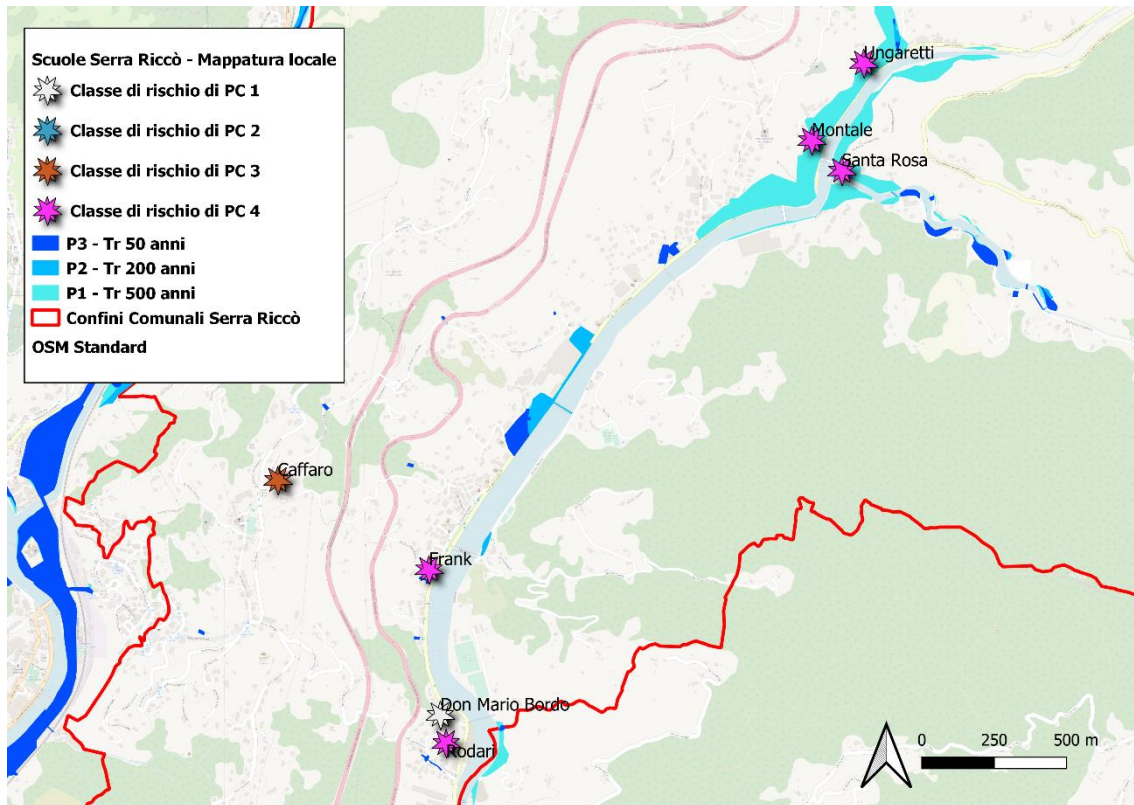 Scuole Serra Riccò - Mappatura locale
Classe di rischio di PC 1
Classe di rischio di PC 2
Classe di rischio di PC 3
Classe di rischio di PC 4
P3 - Tr 50 anni
P2 - Tr 200 anni
P1 - Tr 500 anni
Confini Comunali Serra Riccò
OSM Standard
Ungaretti
Montale
Santa Rosa
Caffaro
Frank
Don Mario Bordo
Rodari
0 250 500 m